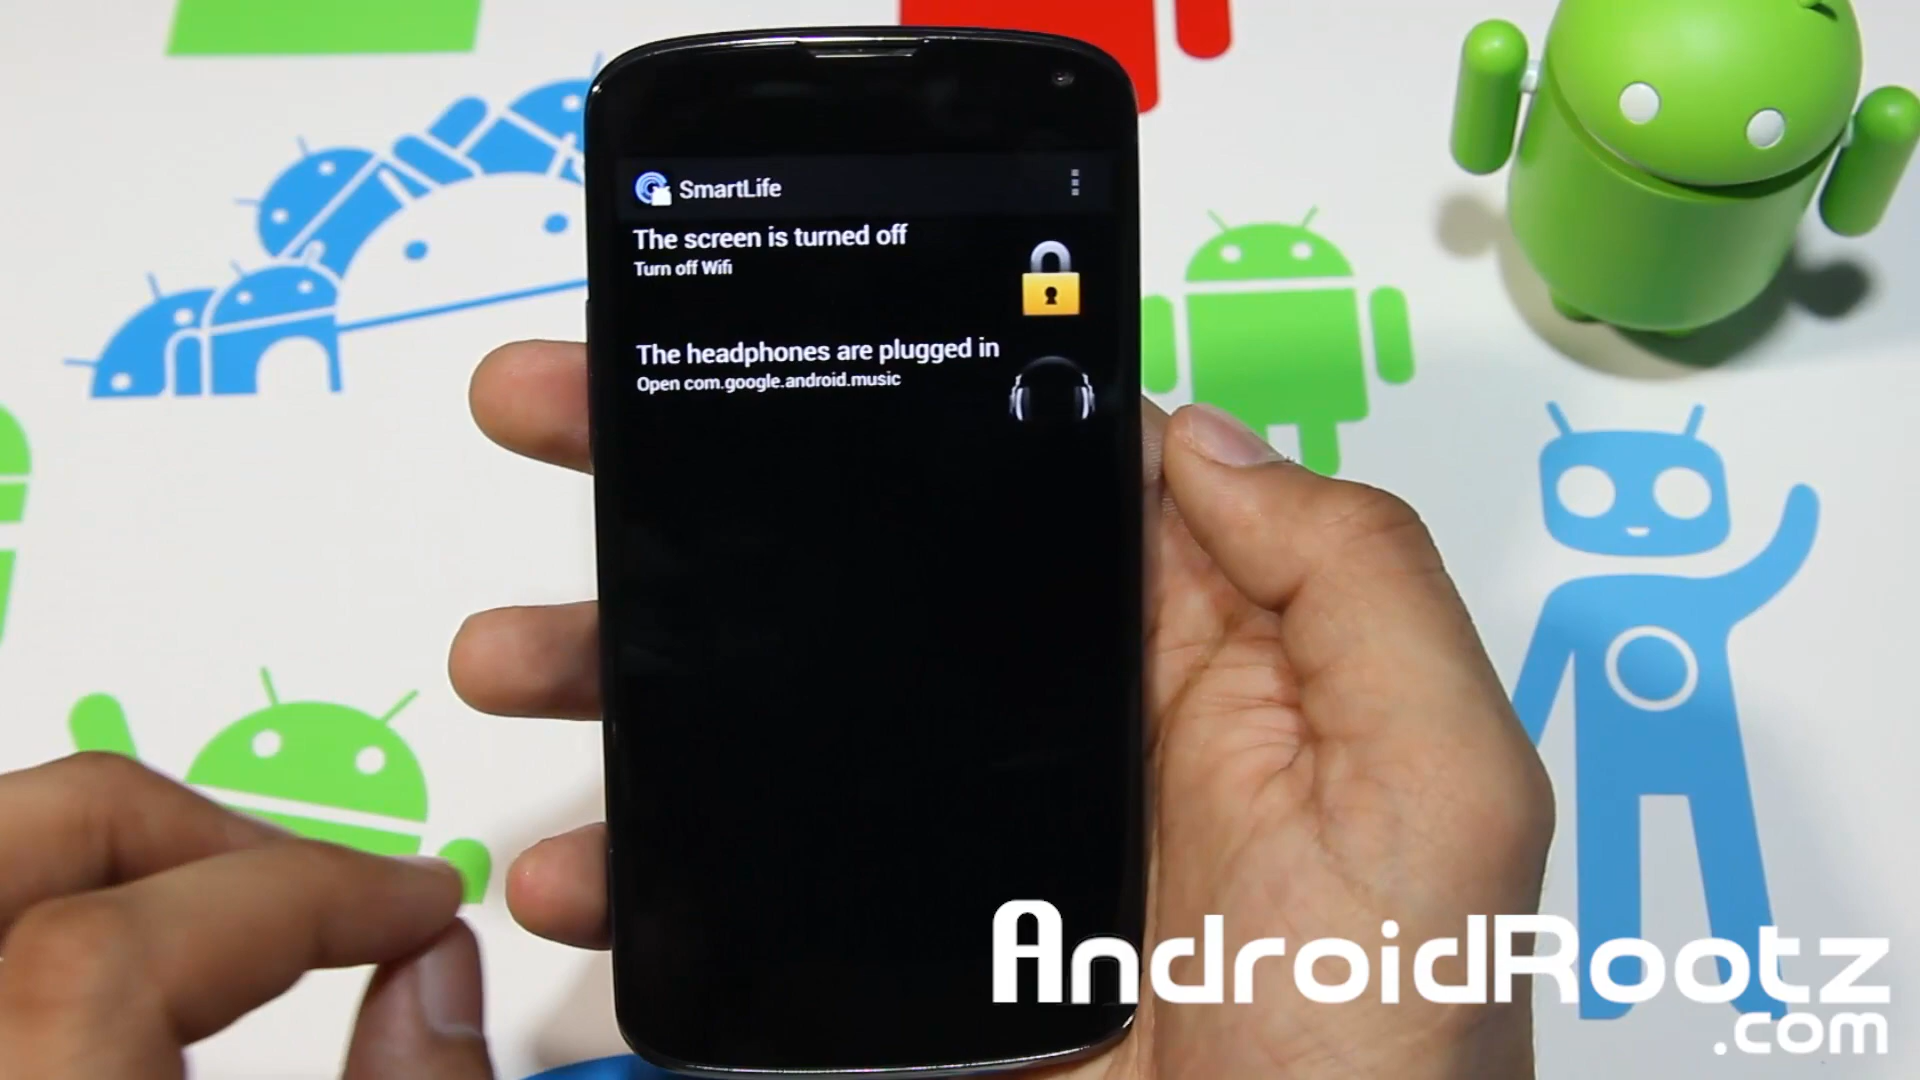 SmartLife
The screen is turned off
Turn off Wifi
The headphones are plugged in
Open com.google.android.music
AndroidRootz
.com